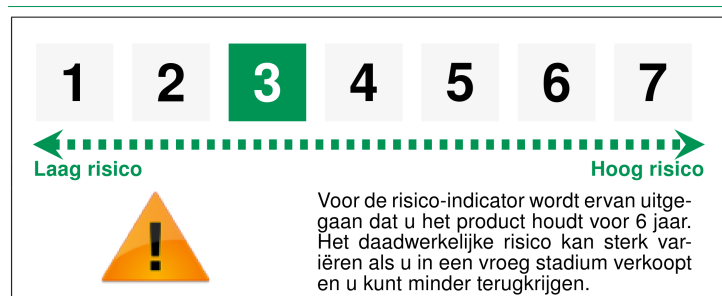 1 2 3 4 5 6 7
Laag risico Hoog risico
Voor de risico-indicator wordt ervan uitge-
gaan dat u het product houdt voor 6 jaar.
Het daadwerkelijke risico kan sterk var-
iëren als u in een vroeg stadium verkoopt
en u kunt minder terugkrijgen.